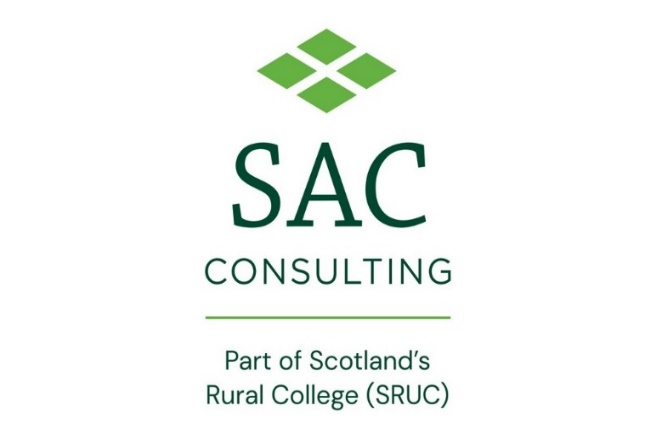 SAC
CONSULTING
Part of Scotland's
Rural College (SRUC)